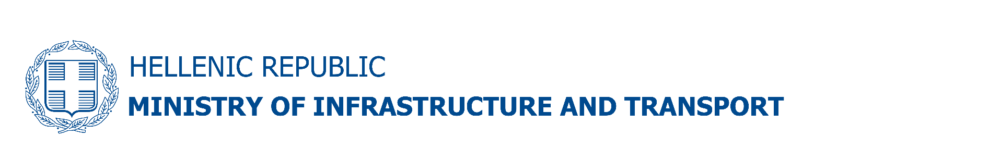 HELLENIC REPUBLIC
MINISTRY OF INFRASTRUCTURE AND TRANSPORT